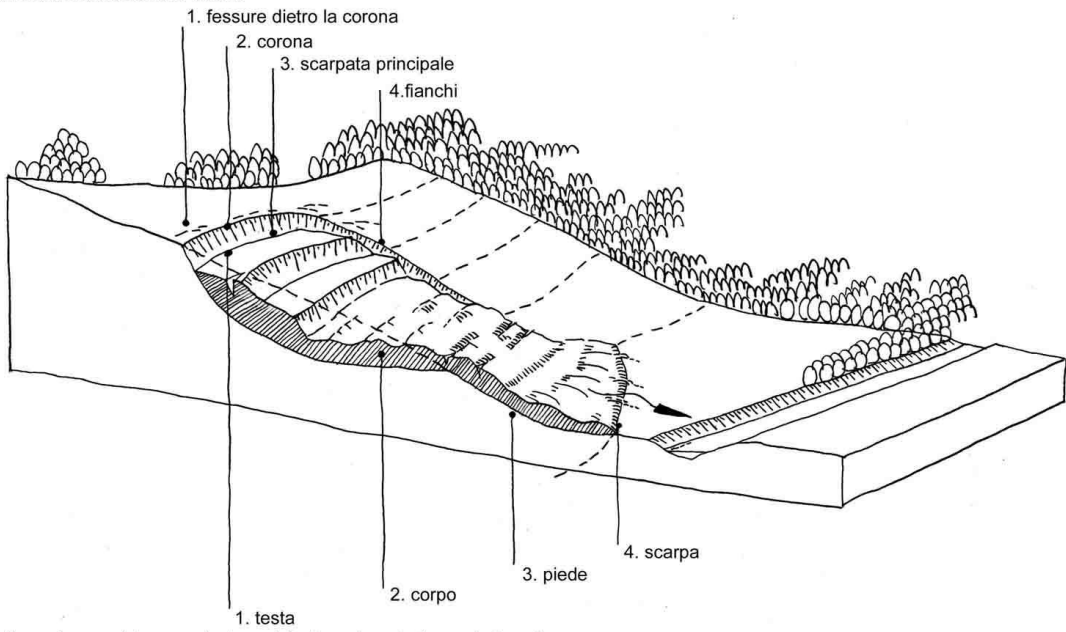 1. fessure dietro la corona
2. corona
3. scarpata principale
4.fianchi
4. scarpa
3. piede
2. corpo
1. testa